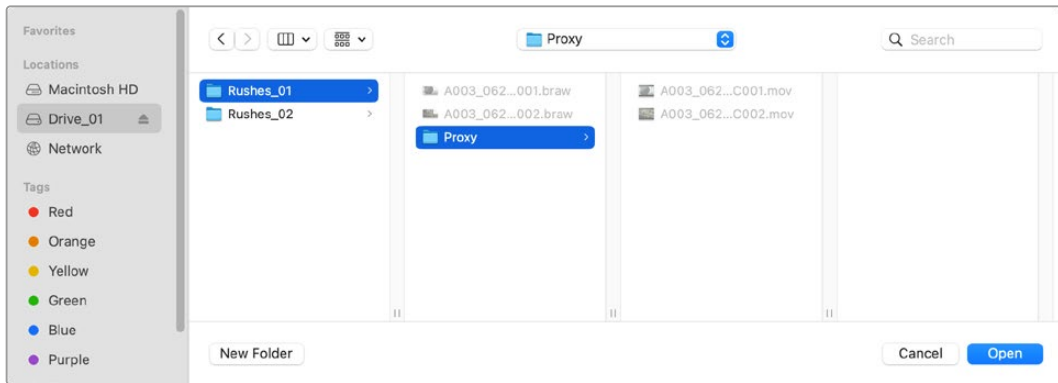 Favorites
Locations
Macintosh HD
Drive_01
Network
Tags
Red
Orange
Yellow
Green
Blue
Purple
Proxy
Search
Rushes_01
Rushes_02
A003_062...001.braw
A003_062...002.braw
Proxy
A003_062...C001.mov
A003_062...C002.mov
New Folder
Cancel
Open